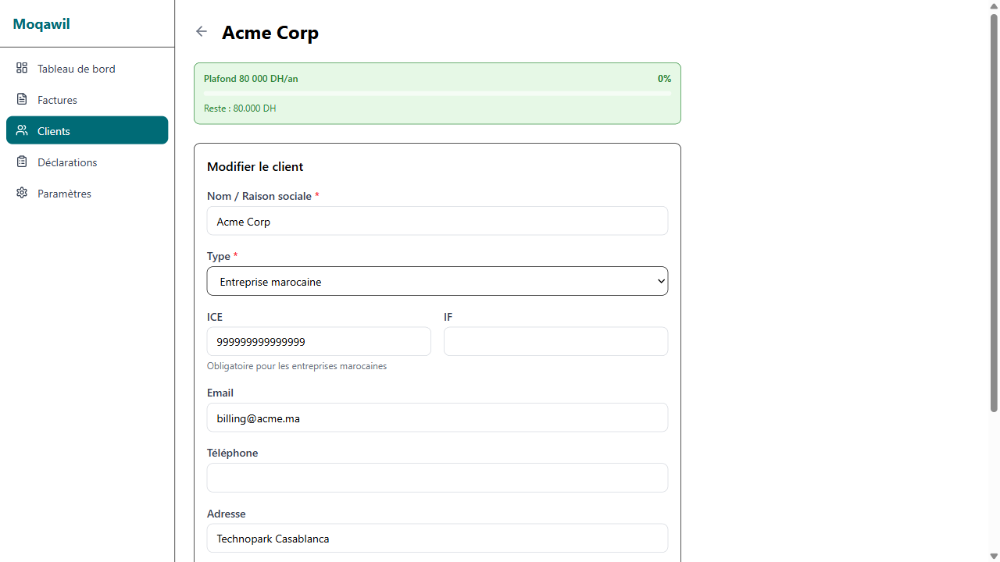 Moqawil
Tableau de bord
Factures
Clients
Déclarations
Paramètres
Acme Corp
Plafond 80 000 DH/an 0%
Reste : 80.000 DH
Modifier le client
Nom / Raison sociale *
Acme Corp
Type *
Entreprise marocaine
ICE IF
999999999999999
Obligatoire pour les entreprises marocaines
Email
billing@acme.ma
Téléphone
Adresse
Technopark Casablanca